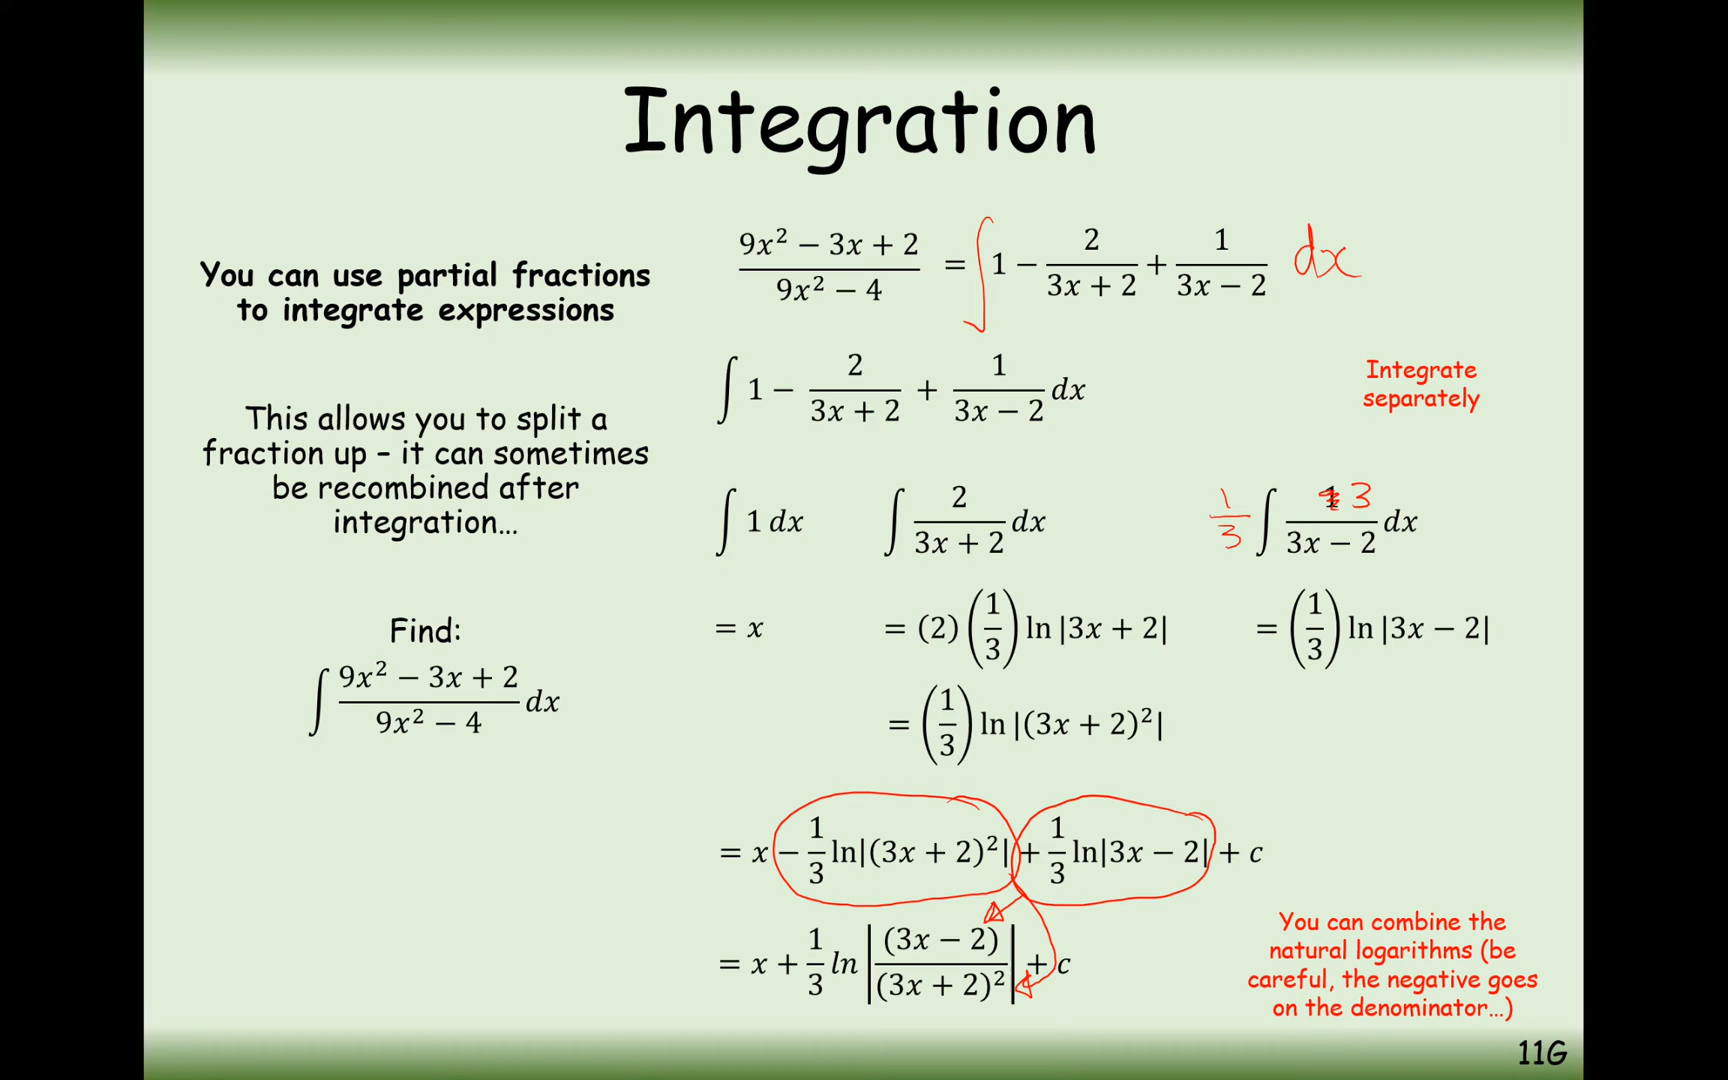 Integration
You can use partial fractions
to integrate expressions
This allows you to split a
fraction up – it can sometimes
be recombined after
integration…
Find:
∫ (9x² − 3x + 2)/(9x² − 4) dx
(9x² − 3x + 2)/(9x² − 4) = ∫ 1 − 2/(3x + 2) + 1/(3x − 2) dx
∫ 1 − 2/(3x + 2) + 1/(3x − 2) dx
Integrate
separately
∫ 1 dx ∫ 2/(3x + 2) dx 1/3 ∫ 1 3/(3x − 2) dx
= x = (2)(1/3) ln |3x + 2| = (1/3) ln |3x − 2|
= (1/3) ln |(3x + 2)²|
= x − 1/3 ln|(3x + 2)²| + 1/3 ln|3x − 2| + c
= x + 1/3 ln |(3x − 2)/(3x + 2)²| + c
You can combine the
natural logarithms (be
careful, the negative goes
on the denominator…)
11G